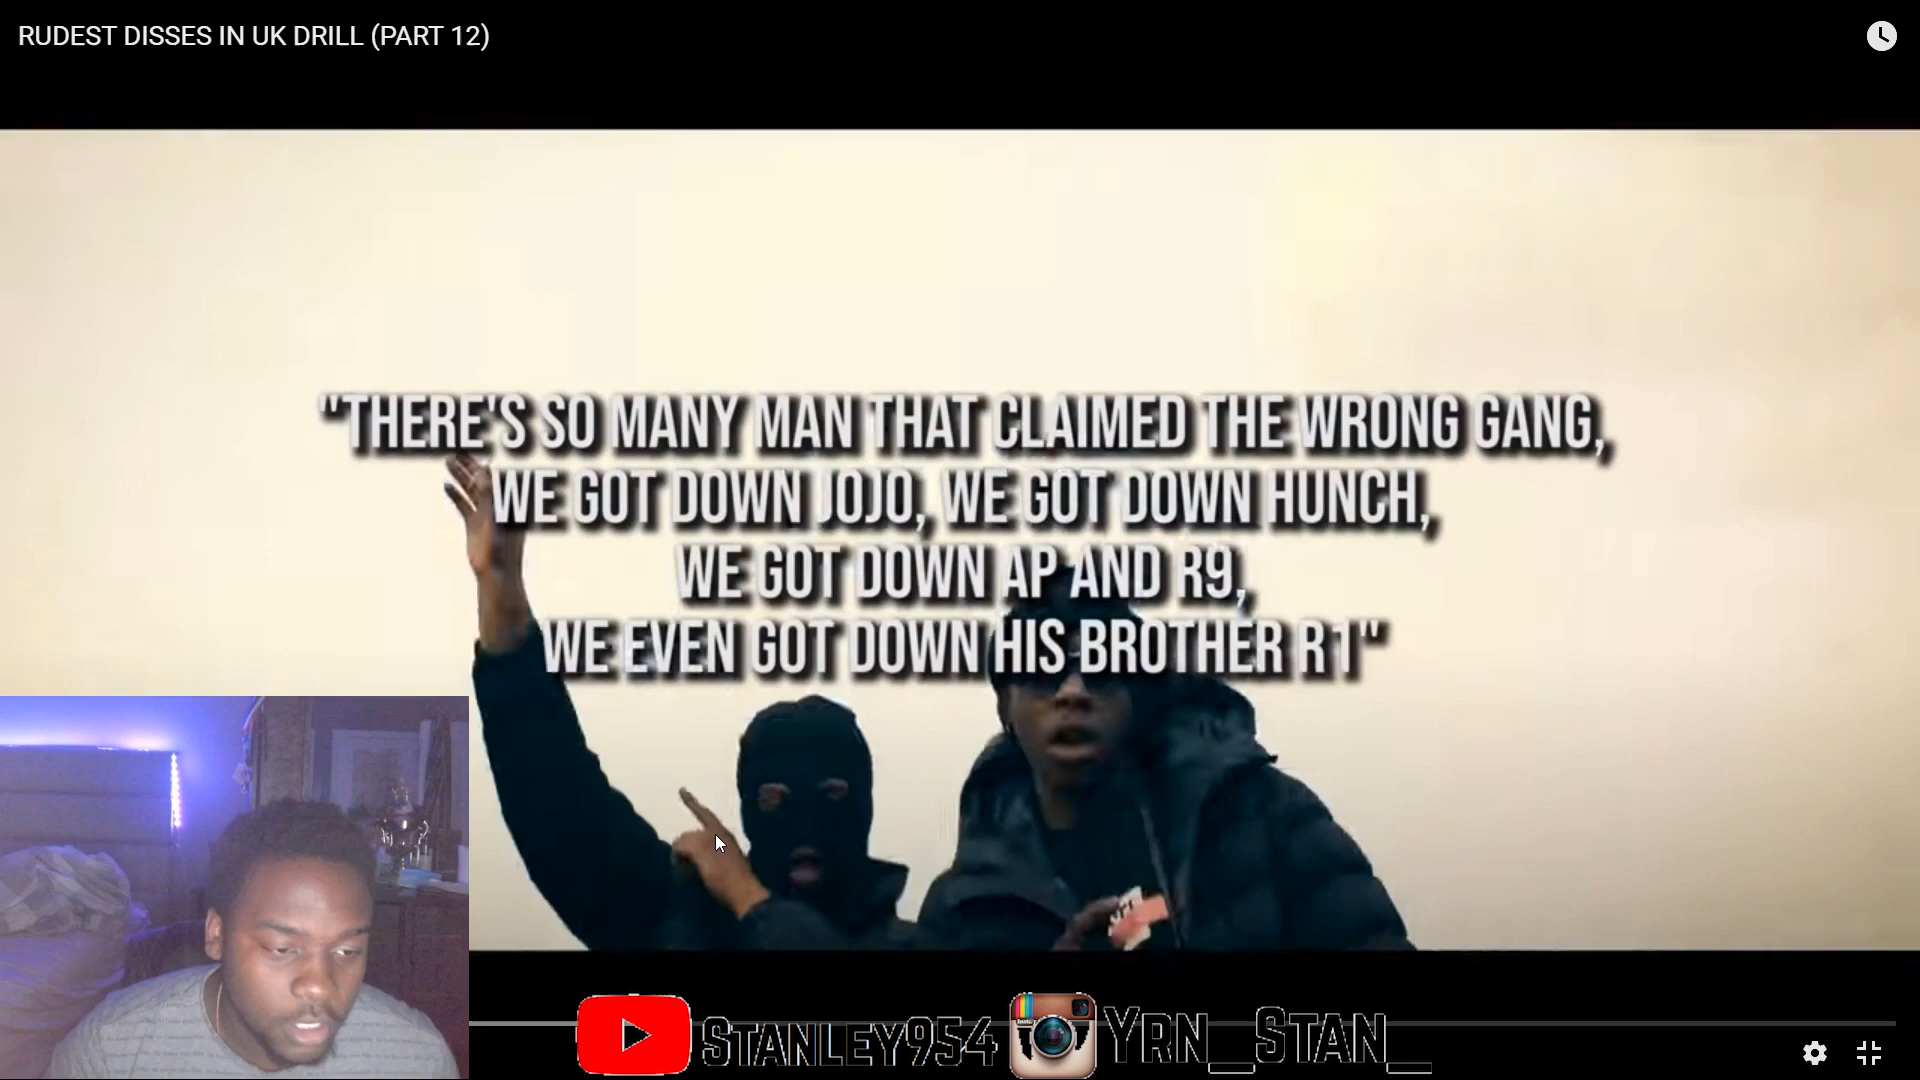 RUDEST DISSES IN UK DRILL (PART 12)
"THERE'S SO MANY MAN THAT CLAIMED THE WRONG GANG,
WE GOT DOWN JOJO, WE GOT DOWN HUNCH,
WE GOT DOWN AP AND R9,
WE EVEN GOT DOWN HIS BROTHER R1"
STANLEY954 YRN__STAN_